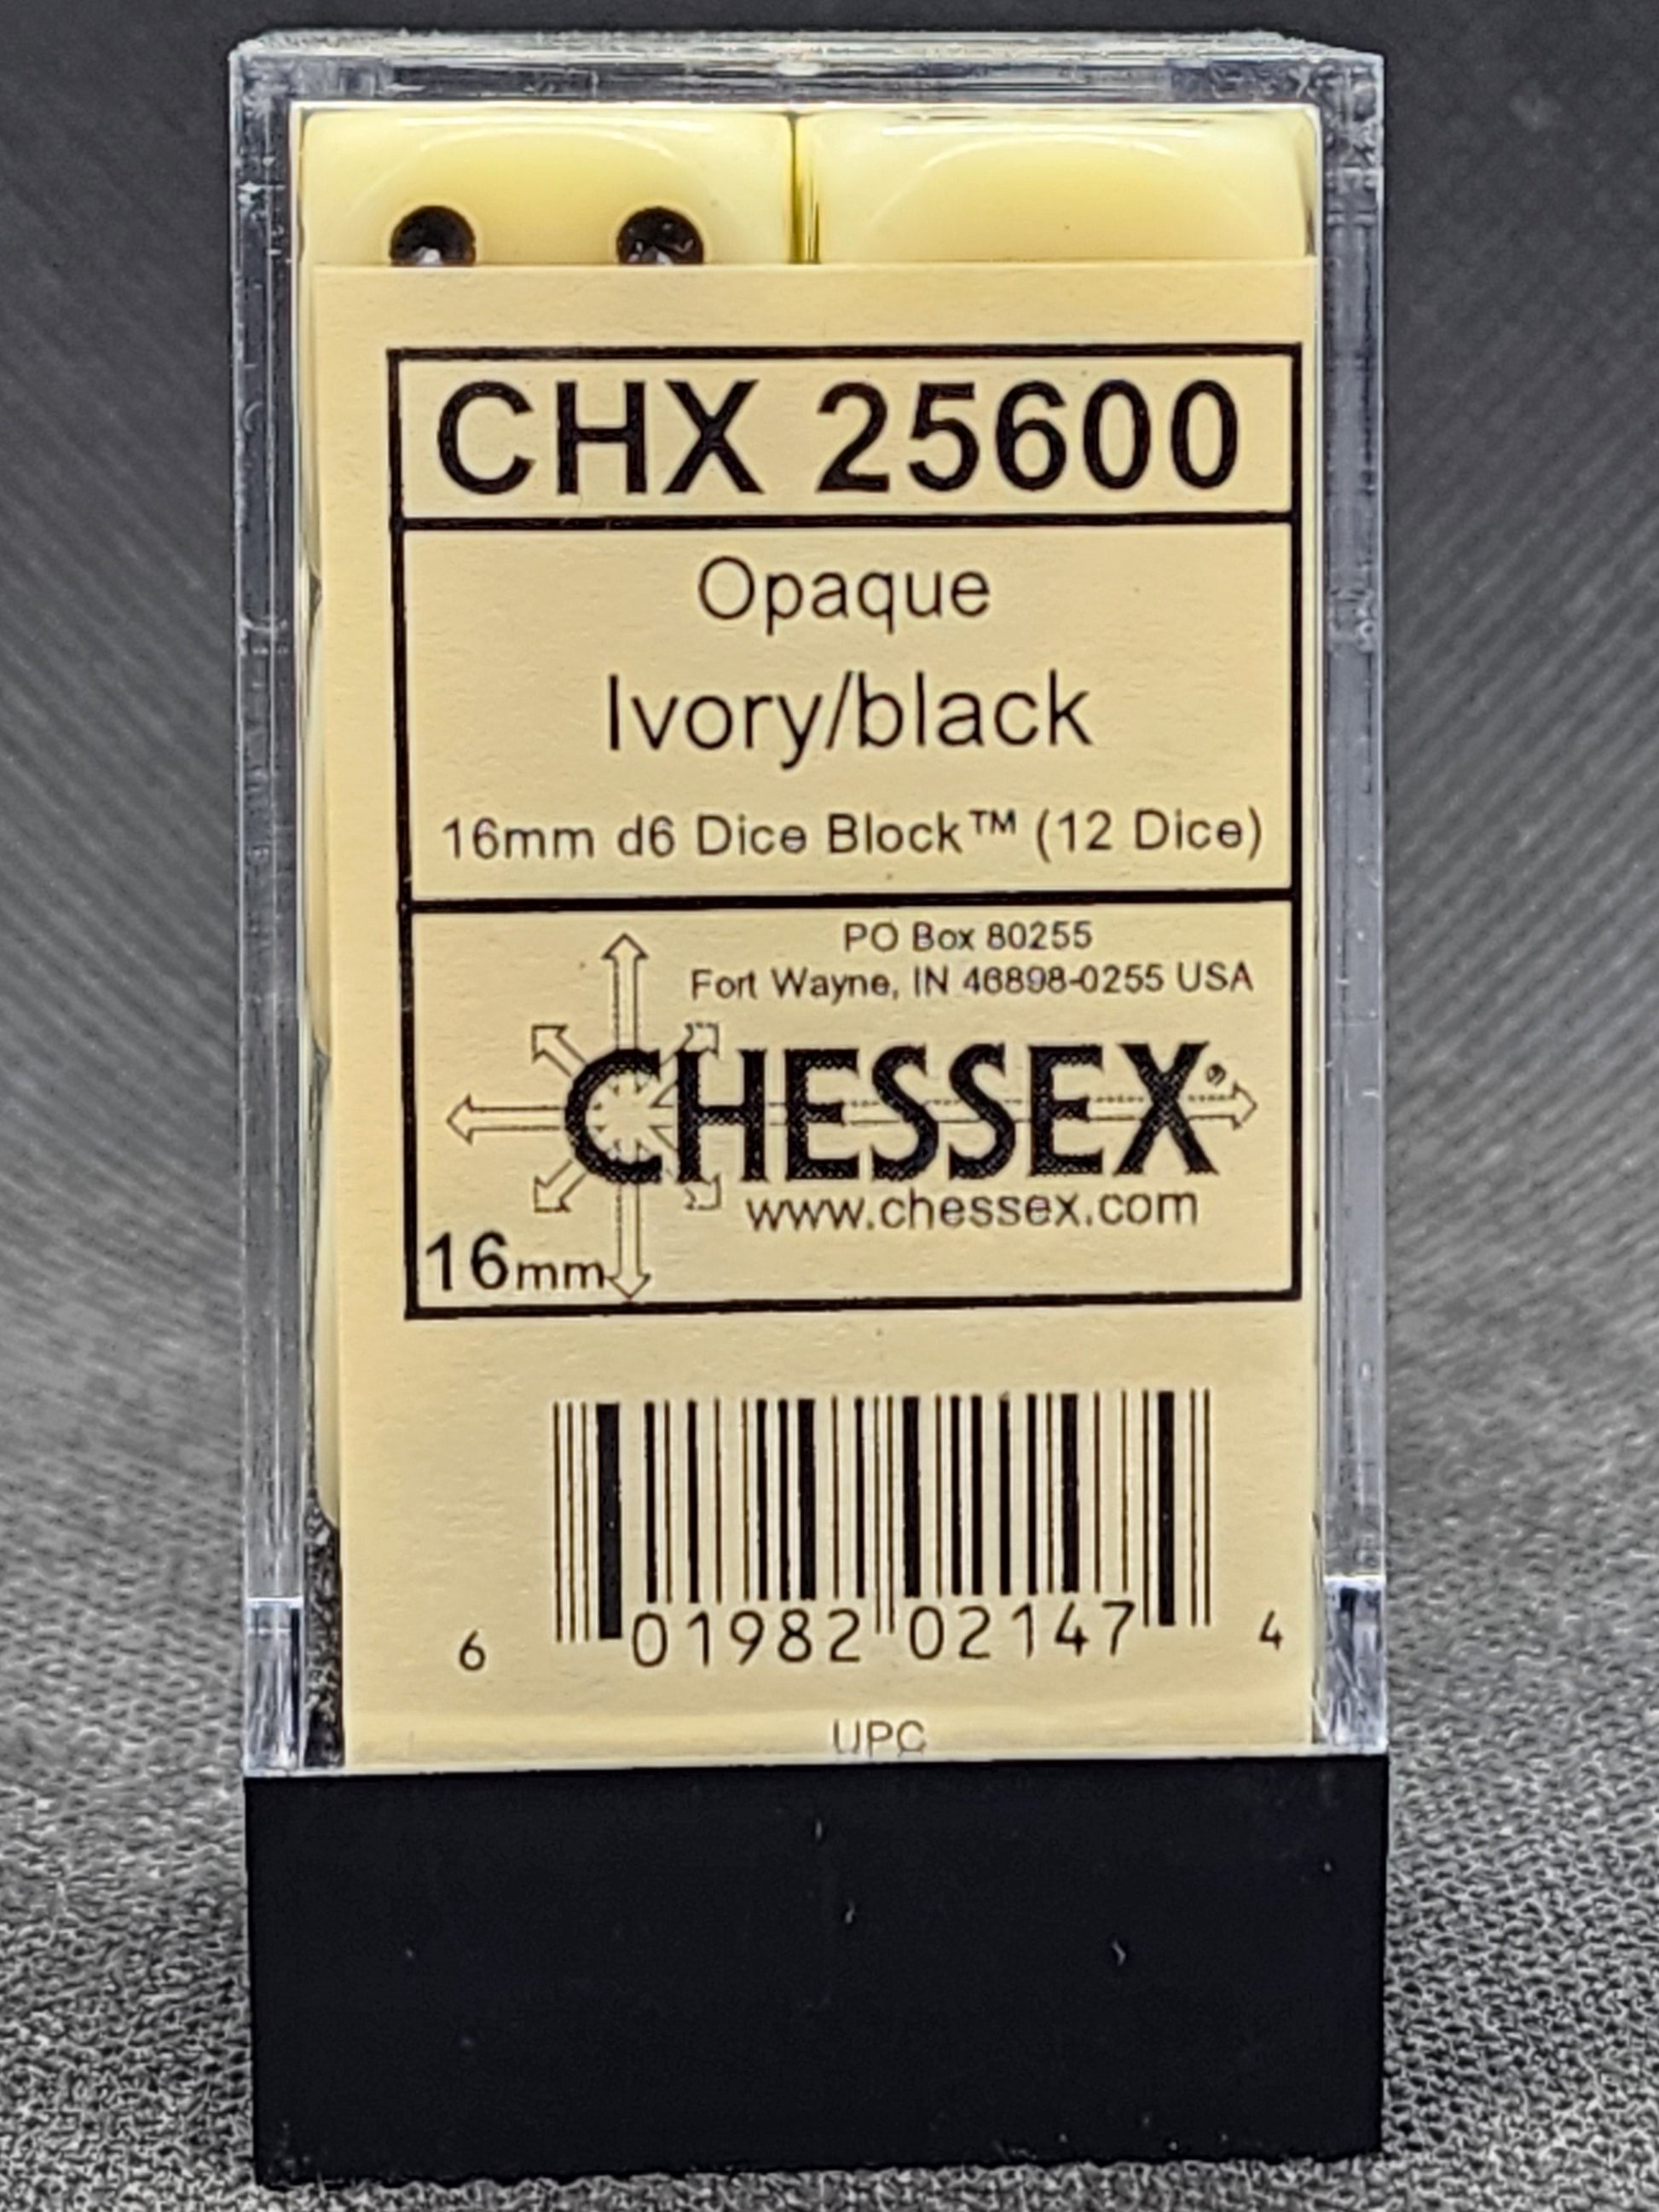 CHX 25600
Opaque
Ivory/black
16mm d6 Dice Block™ (12 Dice)
PO Box 80255
Fort Wayne, IN 46898-0255 USA
CHESSEX®
www.chessex.com
16mm
6 01982 02147 4
UPC